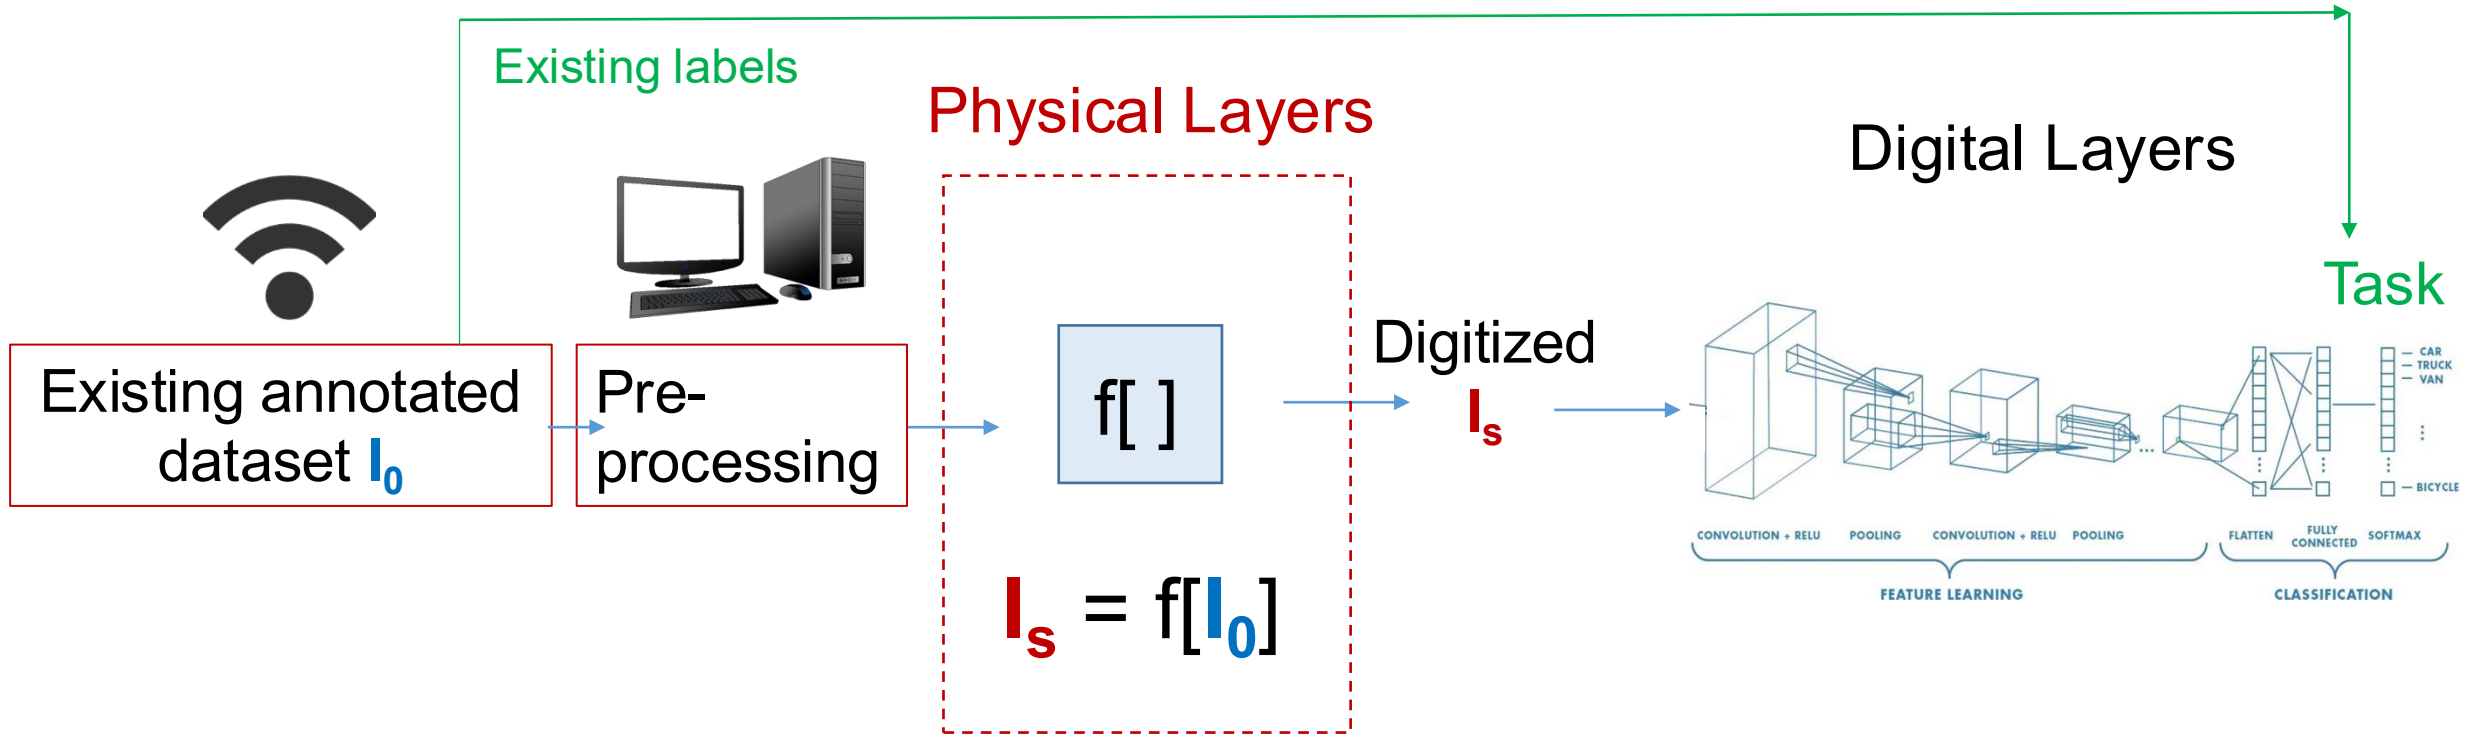 Existing labels
Physical Layers
Digital Layers
Task
Existing annotated
dataset I0
Pre-
processing
f[ ]
Is = f[I0]
Digitized
Is
CAR
TRUCK
VAN
BICYCLE
CONVOLUTION + RELU
POOLING
CONVOLUTION + RELU
POOLING
FLATTEN
FULLY
CONNECTED
SOFTMAX
FEATURE LEARNING
CLASSIFICATION